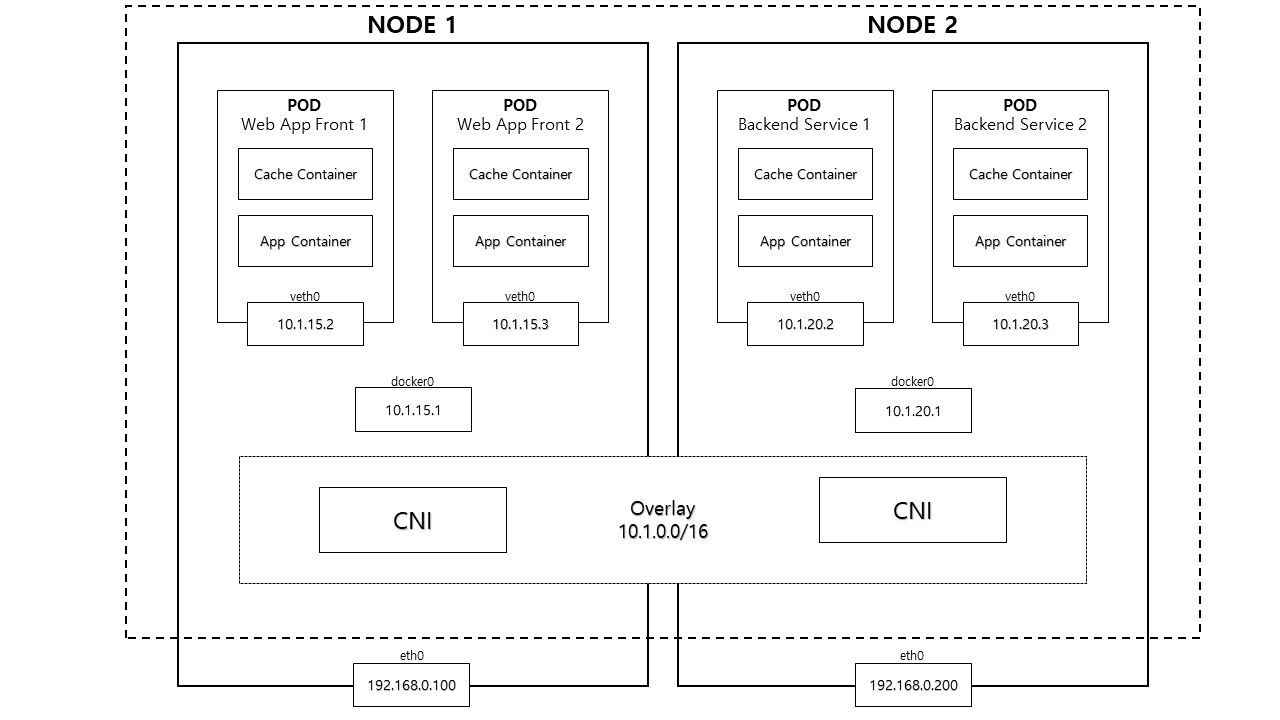 NODE 1
NODE 2
POD
Web App Front 1
Cache Container
App Container
veth0
10.1.15.2
POD
Web App Front 2
Cache Container
App Container
veth0
10.1.15.3
POD
Backend Service 1
Cache Container
App Container
veth0
10.1.20.2
POD
Backend Service 2
Cache Container
App Container
veth0
10.1.20.3
docker0
10.1.15.1
docker0
10.1.20.1
CNI
Overlay
10.1.0.0/16
CNI
eth0
192.168.0.100
eth0
192.168.0.200